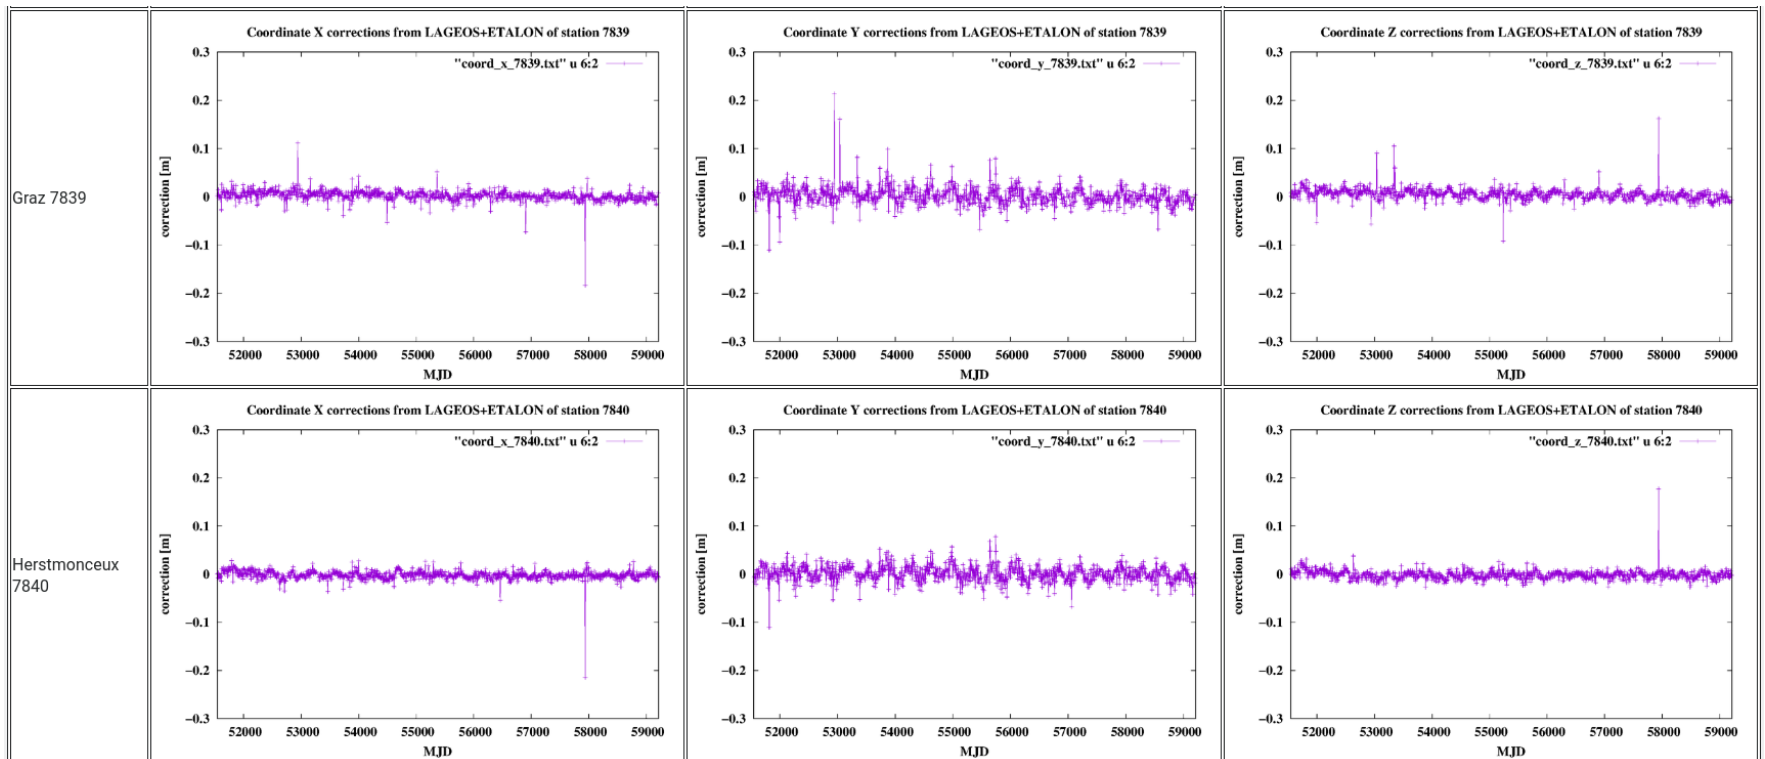 Graz 7839
Coordinate X corrections from LAGEOS+ETALON of station 7839
"coord_x_7839.txt" u 6:2
correction [m]
0.3
0.2
0.1
0
−0.1
−0.2
−0.3
52000 53000 54000 55000 56000 57000 58000 59000
MJD
Coordinate Y corrections from LAGEOS+ETALON of station 7839
"coord_y_7839.txt" u 6:2
correction [m]
0.3
0.2
0.1
0
−0.1
−0.2
−0.3
52000 53000 54000 55000 56000 57000 58000 59000
MJD
Coordinate Z corrections from LAGEOS+ETALON of station 7839
"coord_z_7839.txt" u 6:2
correction [m]
0.3
0.2
0.1
0
−0.1
−0.2
−0.3
52000 53000 54000 55000 56000 57000 58000 59000
MJD
Herstmonceux
7840
Coordinate X corrections from LAGEOS+ETALON of station 7840
"coord_x_7840.txt" u 6:2
correction [m]
0.3
0.2
0.1
0
−0.1
−0.2
−0.3
52000 53000 54000 55000 56000 57000 58000 59000
MJD
Coordinate Y corrections from LAGEOS+ETALON of station 7840
"coord_y_7840.txt" u 6:2
correction [m]
0.3
0.2
0.1
0
−0.1
−0.2
−0.3
52000 53000 54000 55000 56000 57000 58000 59000
MJD
Coordinate Z corrections from LAGEOS+ETALON of station 7840
"coord_z_7840.txt" u 6:2
correction [m]
0.3
0.2
0.1
0
−0.1
−0.2
−0.3
52000 53000 54000 55000 56000 57000 58000 59000
MJD